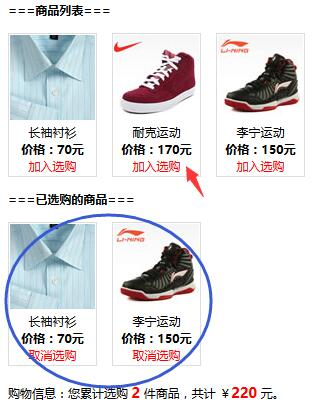 ===商品列表===
LI-NING
长袖衬衫 耐克运动 李宁运动
价格：70元 价格：170元 价格：150元
加入选购 加入选购 加入选购
===已选购的商品===
LI-NING
长袖衬衫 李宁运动
价格：70元 价格：150元
取消选购 取消选购
购物信息：您累计选购 2 件商品，共计 ￥220 元。